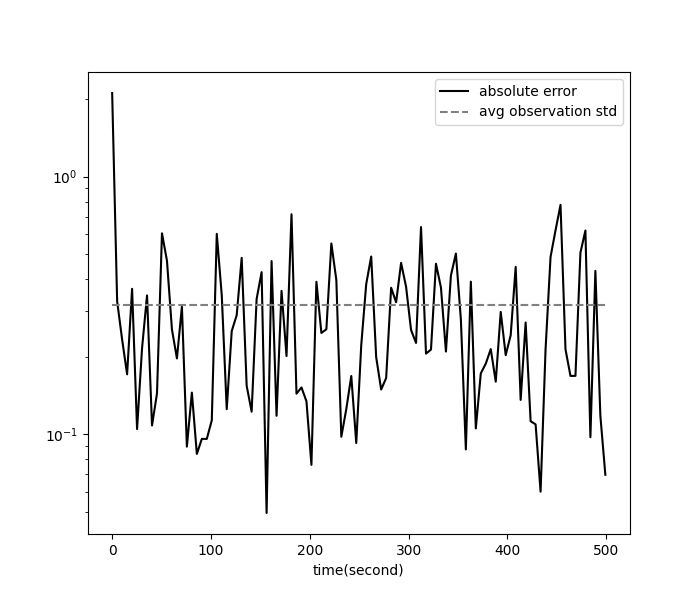 absolute error
avg observation std
10⁰
10⁻¹
0 100 200 300 400 500
time(second)